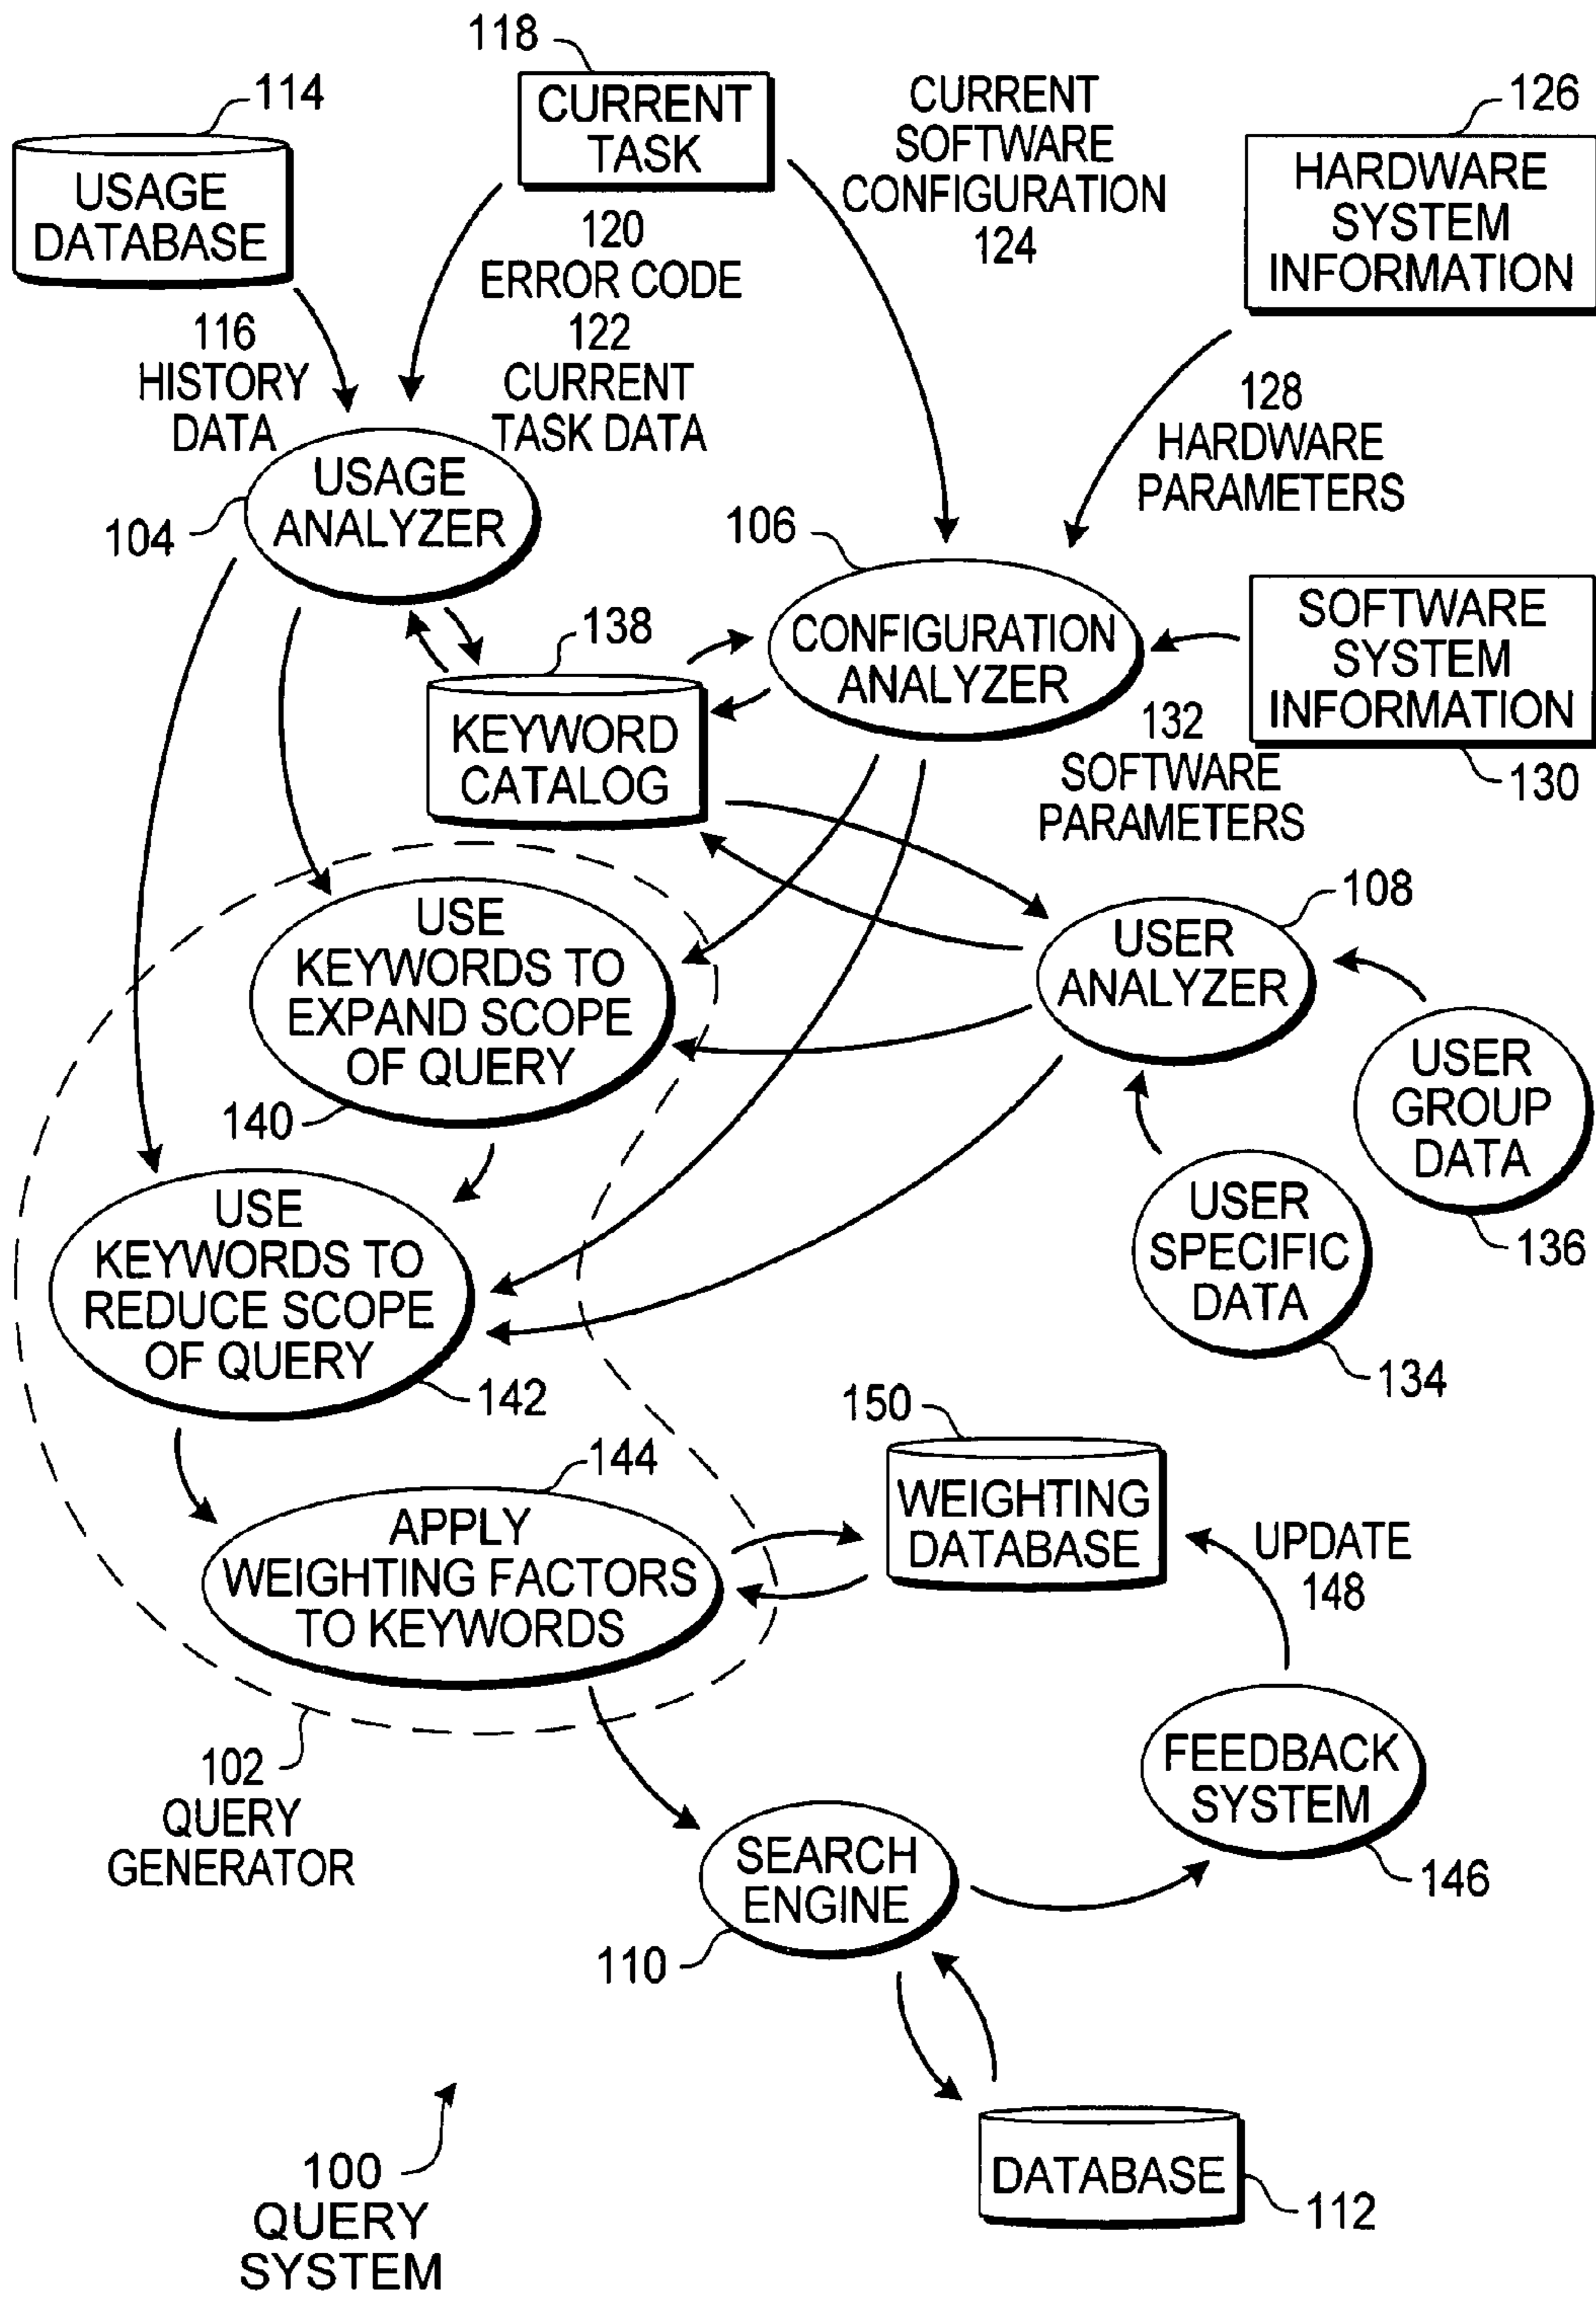 118
CURRENT
TASK
114
USAGE
DATABASE
CURRENT
SOFTWARE
CONFIGURATION
124
126
HARDWARE
SYSTEM
INFORMATION
120
ERROR CODE
122
CURRENT
TASK DATA
116
HISTORY
DATA
128
HARDWARE
PARAMETERS
USAGE
ANALYZER
104
106
CONFIGURATION
ANALYZER
SOFTWARE
SYSTEM
INFORMATION
130
138
KEYWORD
CATALOG
132
SOFTWARE
PARAMETERS
108
USER
ANALYZER
USE
KEYWORDS TO
EXPAND SCOPE
OF QUERY
140
USER
GROUP
DATA
136
USER
SPECIFIC
DATA
134
USE
KEYWORDS TO
REDUCE SCOPE
OF QUERY
142
144
APPLY
WEIGHTING FACTORS
TO KEYWORDS
150
WEIGHTING
DATABASE
UPDATE
148
102
QUERY
GENERATOR
FEEDBACK
SYSTEM
146
SEARCH
ENGINE
110
DATABASE
112
100
QUERY
SYSTEM